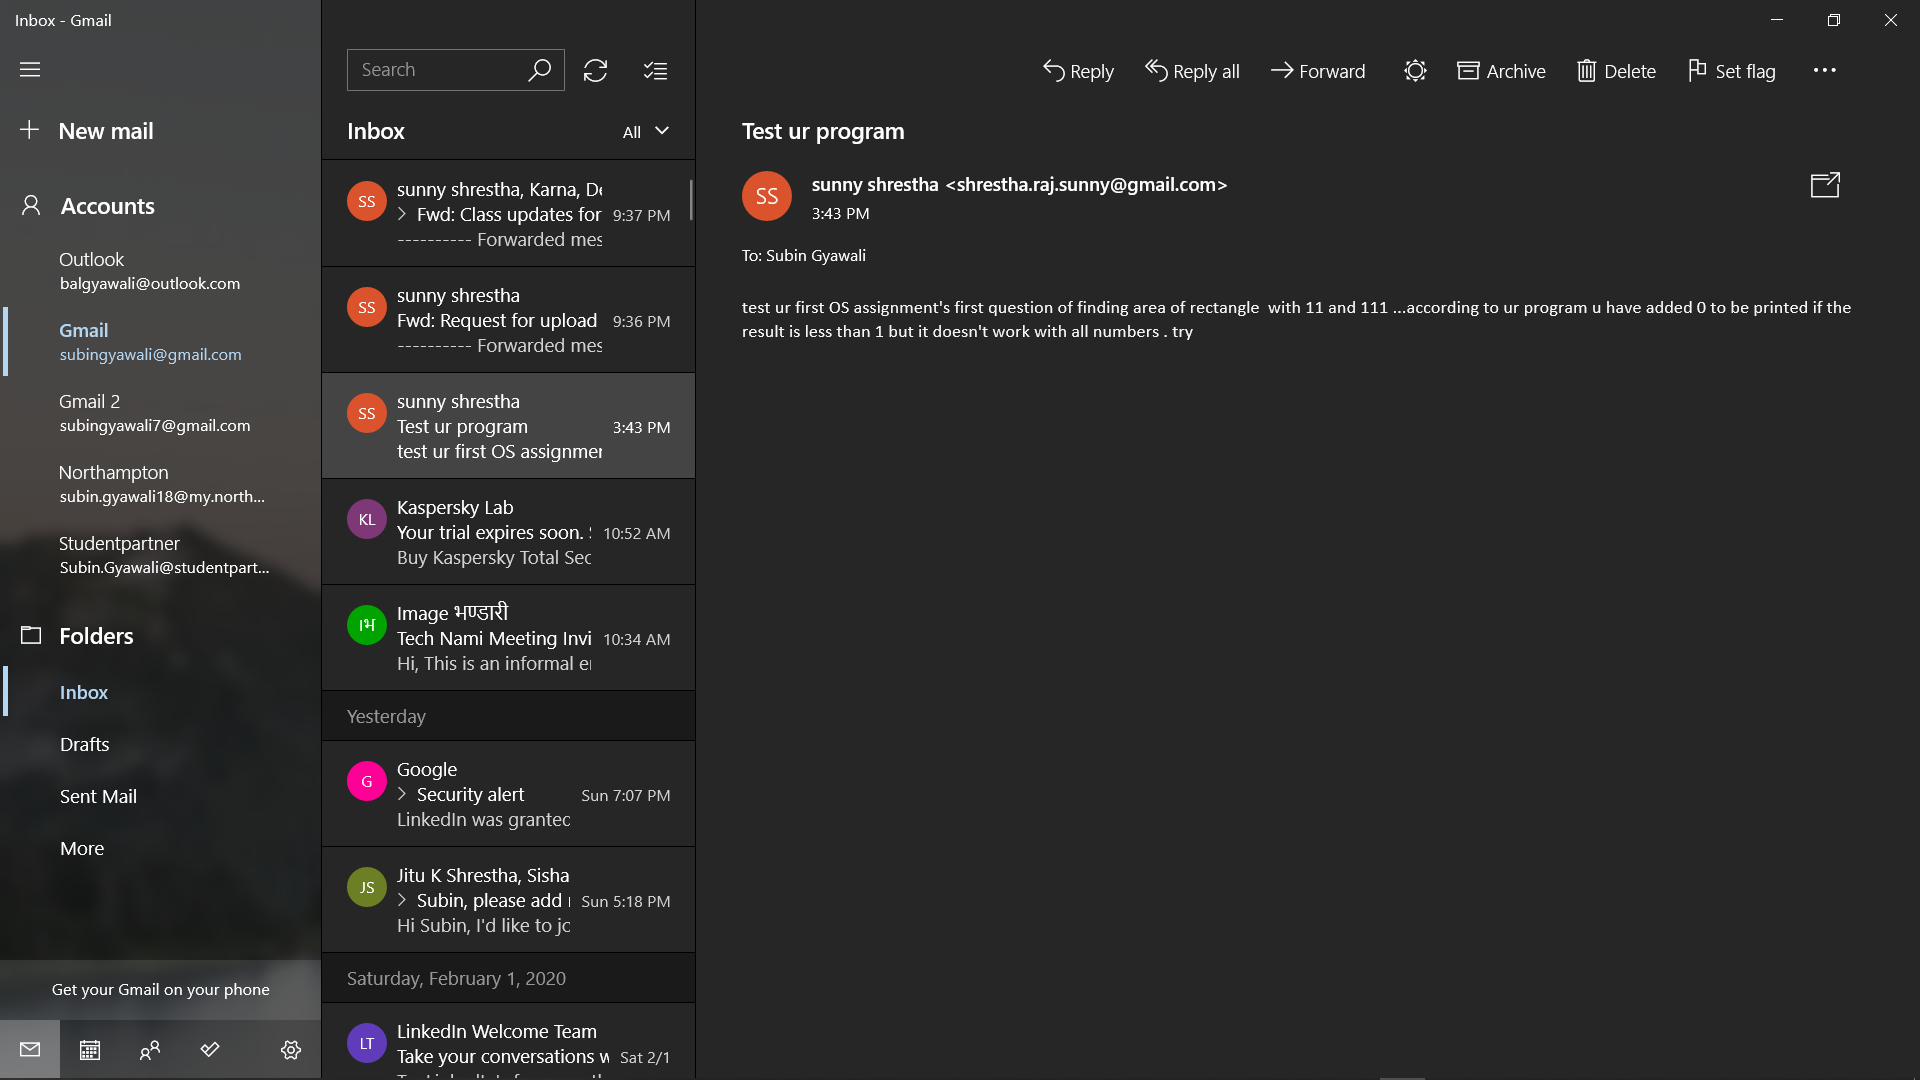 Inbox - Gmail
New mail
Accounts
Outlook
balgyawali@outlook.com
Gmail
subingyawali@gmail.com
Gmail 2
subingyawali7@gmail.com
Northampton
subin.gyawali18@my.north...
Studentpartner
Subin.Gyawali@studentpart...
Folders
Inbox
Drafts
Sent Mail
More
Get your Gmail on your phone
Search
Inbox
All
SS
sunny shrestha, Karna, De
Fwd: Class updates for 9:37 PM
---------- Forwarded mes
SS
sunny shrestha
Fwd: Request for upload 9:36 PM
---------- Forwarded mes
SS
sunny shrestha
Test ur program 3:43 PM
test ur first OS assignmer
KL
Kaspersky Lab
Your trial expires soon. 10:52 AM
Buy Kaspersky Total Sec
Iभ
Image भण्डारी
Tech Nami Meeting Invi 10:34 AM
Hi, This is an informal
Yesterday
G
Google
Security alert Sun 7:07 PM
LinkedIn was granted
JS
Jitu K Shrestha, Sisha
Subin, please add Sun 5:18 PM
Hi Subin, I'd like to jc
Saturday, February 1, 2020
LT
LinkedIn Welcome Team
Take your conversations w Sat 2/1
Reply
Reply all
Forward
Archive
Delete
Set flag
Test ur program
SS
sunny shrestha <shrestha.raj.sunny@gmail.com>
3:43 PM
To: Subin Gyawali
test ur first OS assignment's first question of finding area of rectangle  with 11 and 111 ...according to ur program u have added 0 to be printed if the
result is less than 1 but it doesn't work with all numbers . try